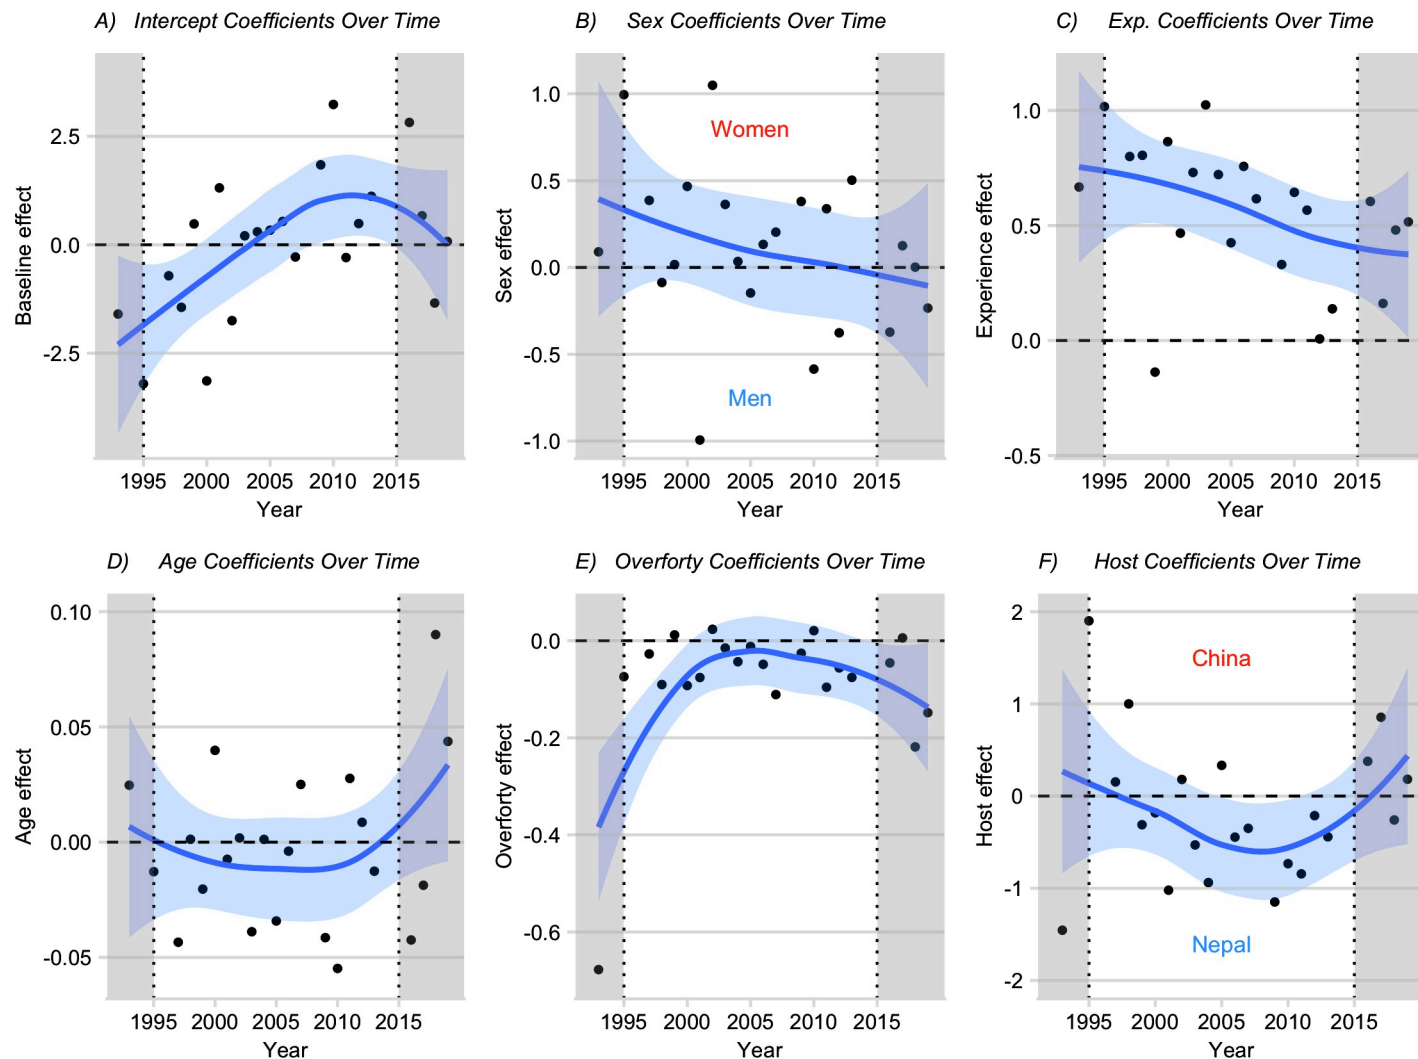 A) Intercept Coefficients Over Time
Baseline effect
2.5
0.0
-2.5
1995 2000 2005 2010 2015
Year
B) Sex Coefficients Over Time
Sex effect
1.0
0.5
0.0
-0.5
-1.0
Women
Men
1995 2000 2005 2010 2015
Year
C) Exp. Coefficients Over Time
Experience effect
1.0
0.5
0.0
-0.5
1995 2000 2005 2010 2015
Year
D) Age Coefficients Over Time
Age effect
0.10
0.05
0.00
-0.05
1995 2000 2005 2010 2015
Year
E) Overforty Coefficients Over Time
Overforty effect
0.0
-0.2
-0.4
-0.6
1995 2000 2005 2010 2015
Year
F) Host Coefficients Over Time
Host effect
2
1
0
-1
-2
China
Nepal
1995 2000 2005 2010 2015
Year